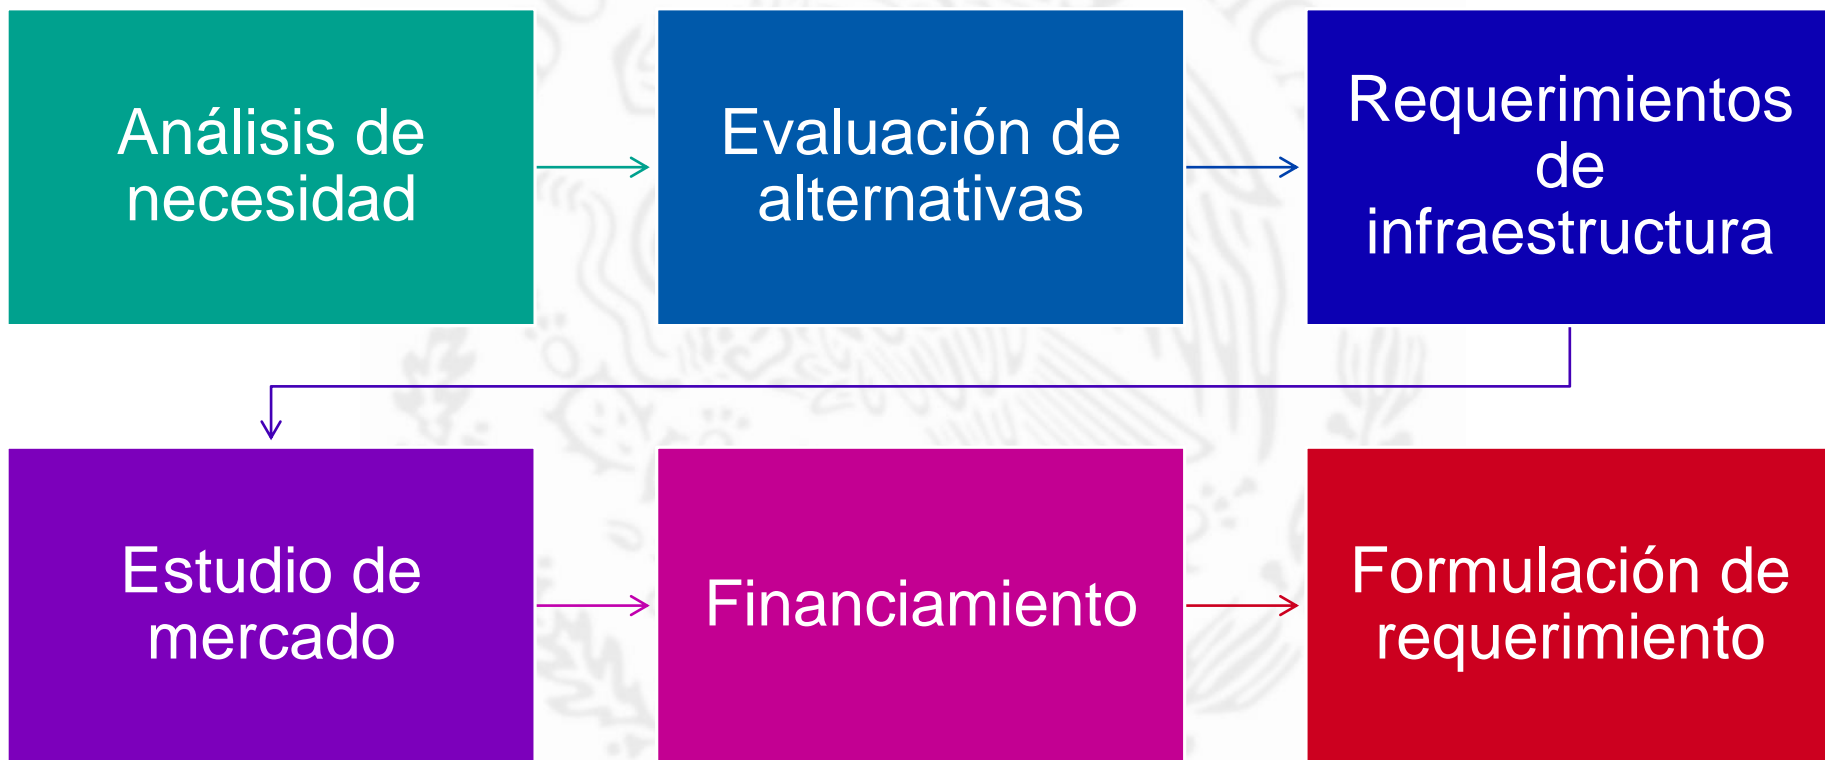 Análisis de
necesidad
Evaluación de
alternativas
Requerimientos
de
infraestructura
Estudio de
mercado
Financiamiento
Formulación de
requerimiento